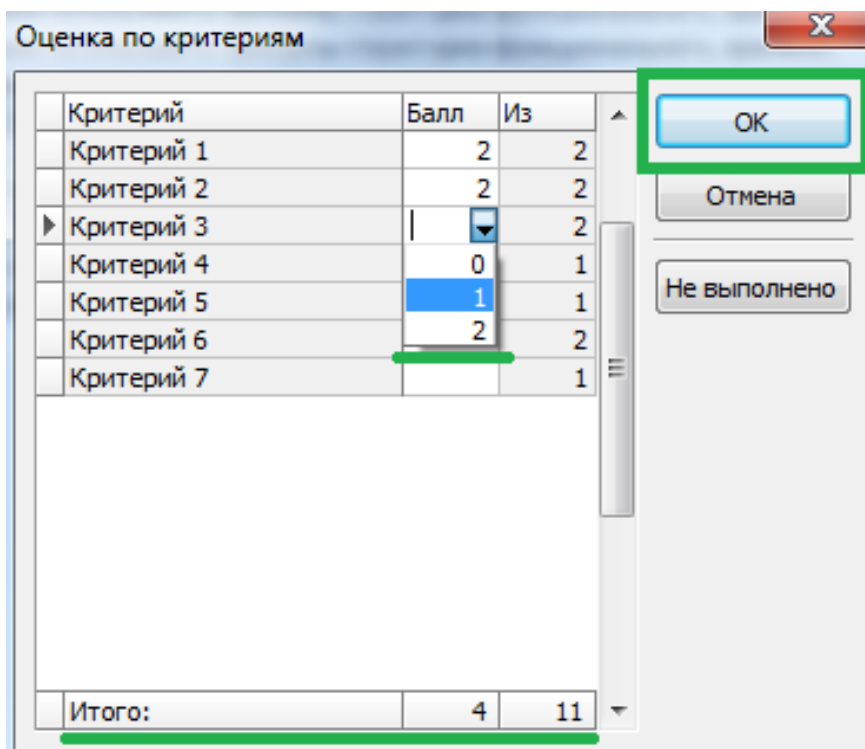 Оценка по критериям
Критерий Балл Из
Критерий 1 2 2
Критерий 2 2 2
Критерий 3 2
Критерий 4 0 1
Критерий 5 1 1
Критерий 6 2 2
Критерий 7 1
Итого: 4 11
OK
Отмена
Не выполнено